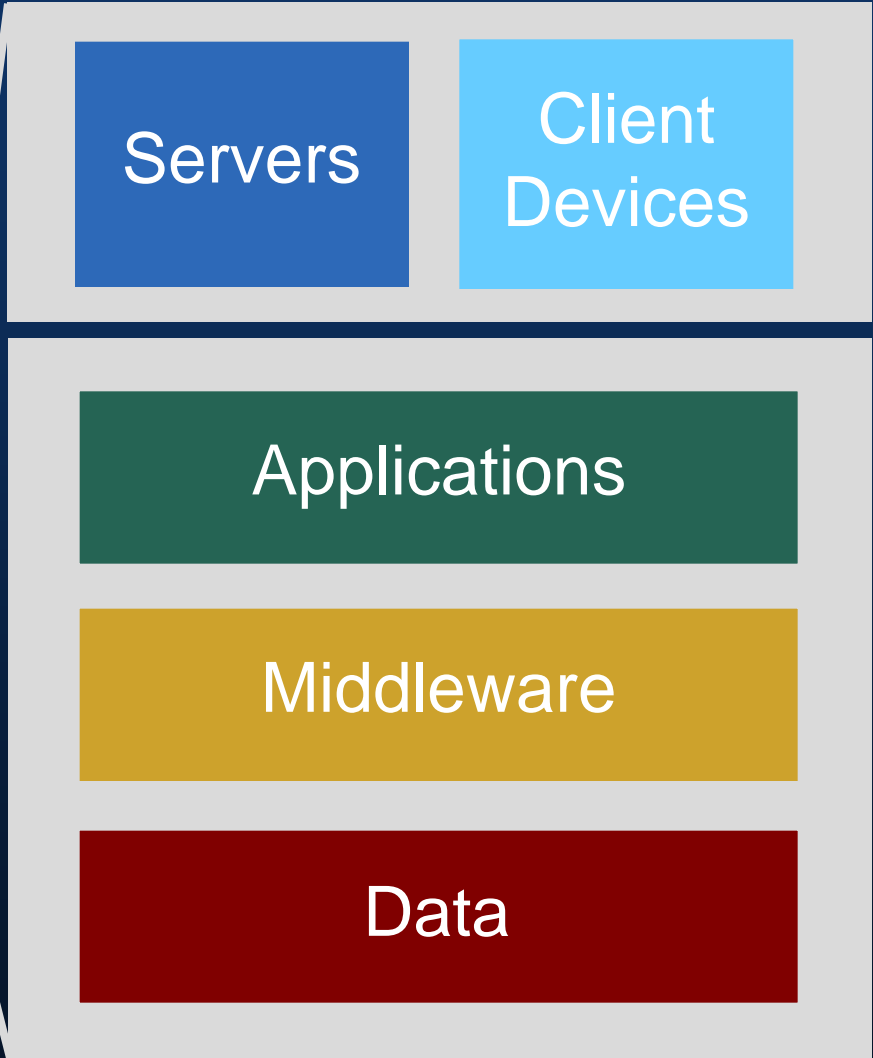 Servers
Client
Devices
Applications
Middleware
Data